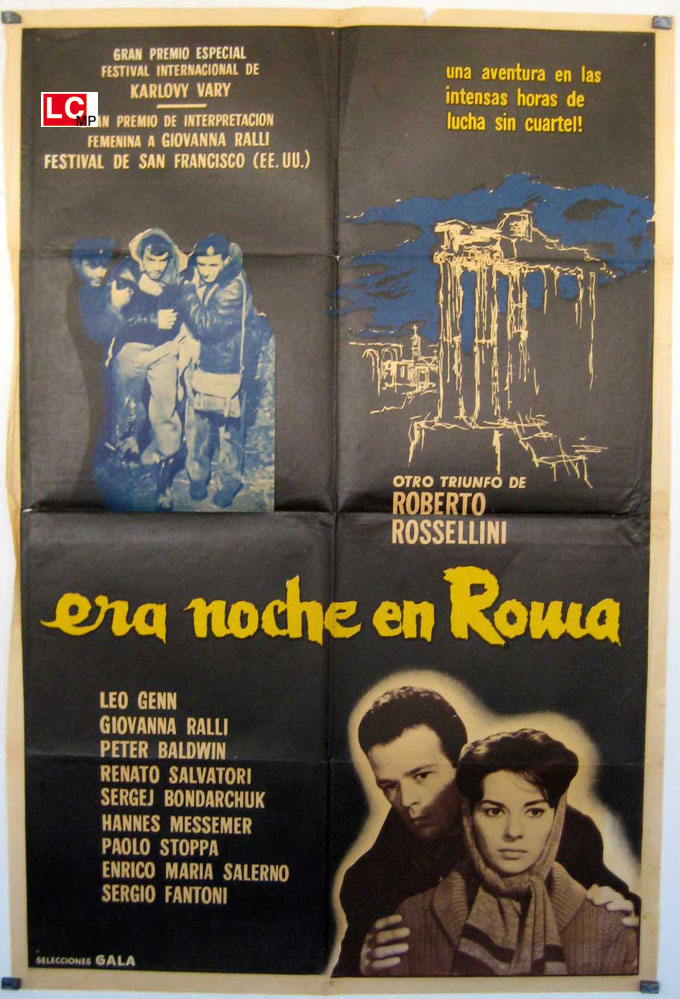 GRAN PREMIO ESPECIAL
FESTIVAL INTERNACIONAL DE
KARLOVY VARY
LC
MP
AN PREMIO DE INTERPRETACION
FEMENINA A GIOVANNA RALLI
FESTIVAL DE SAN FRANCISCO (EE. UU.)
una aventura en las
intensas horas de
lucha sin cuartel!
OTRO TRIUNFO DE
ROBERTO
ROSSELLINI
era noche en Roma
LEO GENN
GIOVANNA RALLI
PETER BALDWIN
RENATO SALVATORI
SERGEJ BONDARCHUK
HANNES MESSEMER
PAOLO STOPPA
ENRICO MARIA SALERNO
SERGIO FANTONI
SELECCIONES GALA